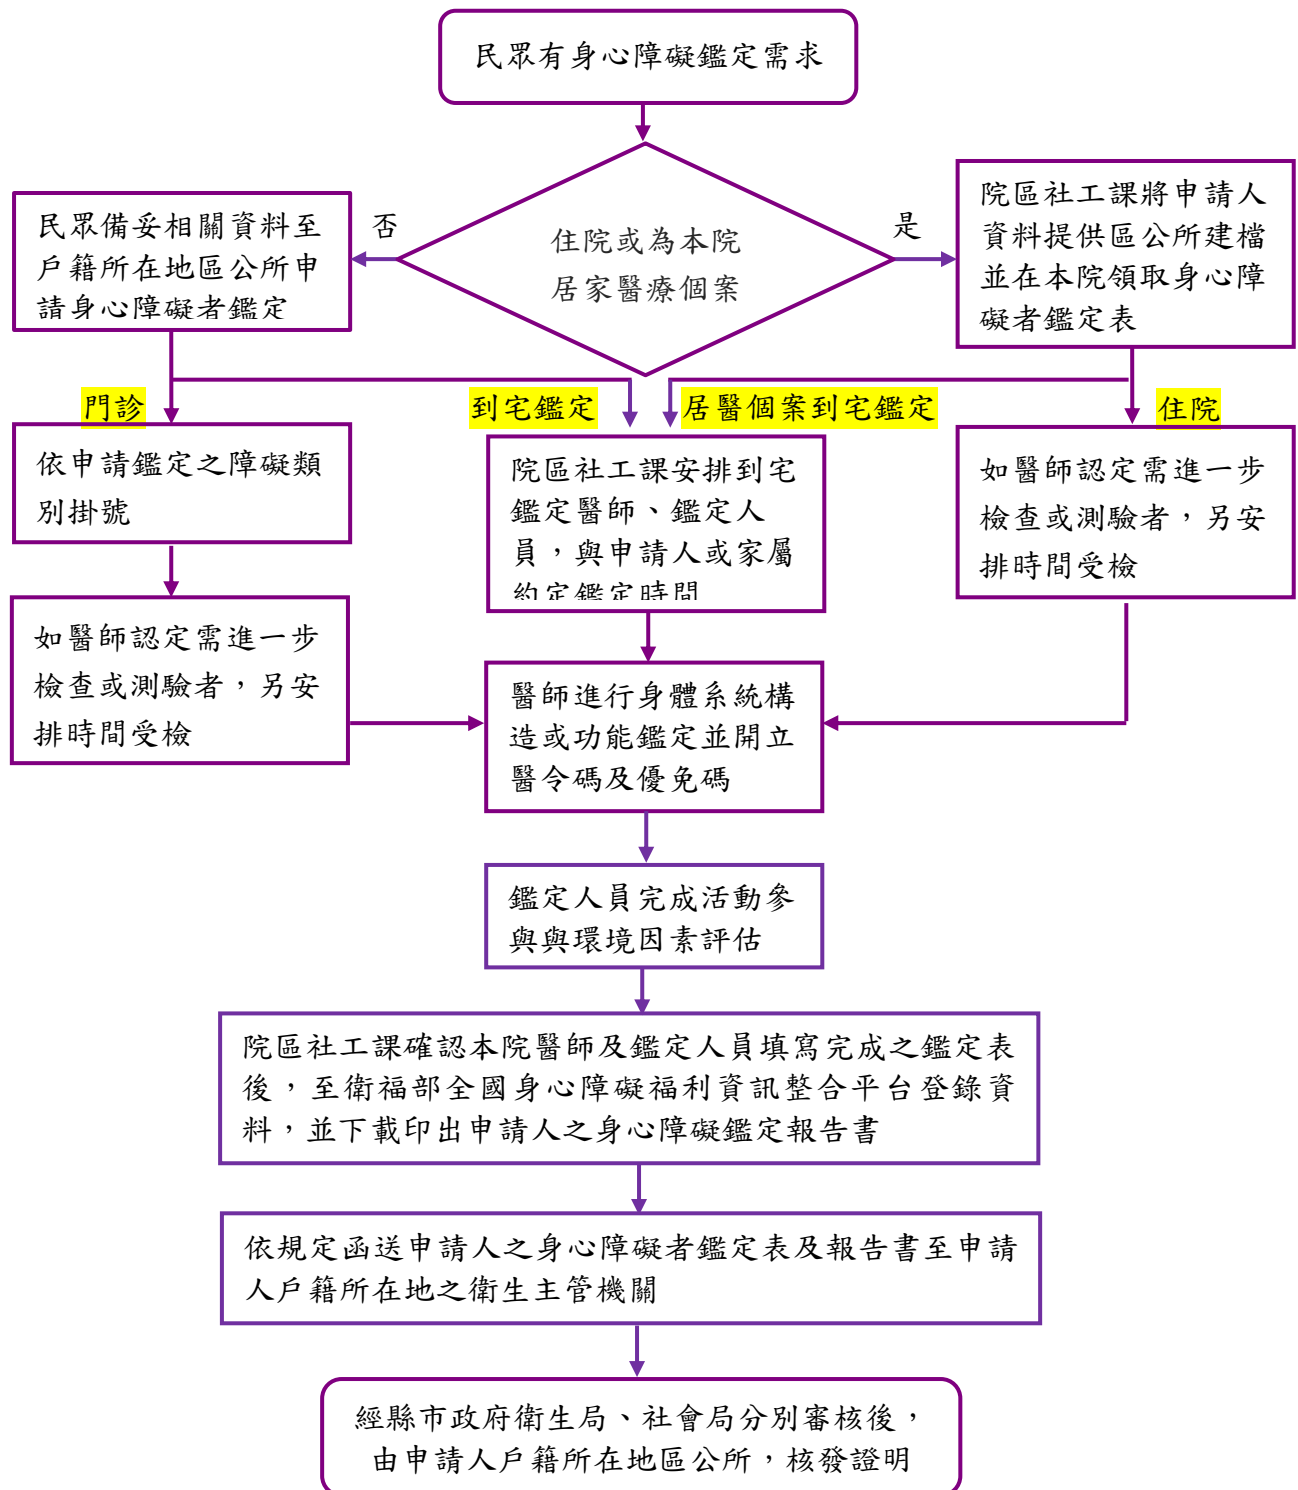 民眾有身心障礙鑑定需求
住院或為本院
居家醫療個案
否
是
民眾備妥相關資料至
戶籍所在地區公所申
請身心障礙者鑑定
院區社工課將申請人
資料提供區公所建檔
並在本院領取身心障
礙者鑑定表
門診
到宅鑑定
居醫個案到宅鑑定
住院
依申請鑑定之障礙類
別掛號
院區社工課安排到宅
鑑定醫師、鑑定人
員，與申請人或家屬
約定鑑定時間
如醫師認定需進一步
檢查或測驗者，另安
排時間受檢
如醫師認定需進一步
檢查或測驗者，另安
排時間受檢
醫師進行身體系統構
造或功能鑑定並開立
醫令碼及優免碼
鑑定人員完成活動參
與與環境因素評估
院區社工課確認本院醫師及鑑定人員填寫完成之鑑定表
後，至衛福部全國身心障礙福利資訊整合平台登錄資
料，並下載印出申請人之身心障礙鑑定報告書
依規定函送申請人之身心障礙者鑑定表及報告書至申請
人戶籍所在地之衛生主管機關
經縣市政府衛生局、社會局分別審核後，
由申請人戶籍所在地區公所，核發證明